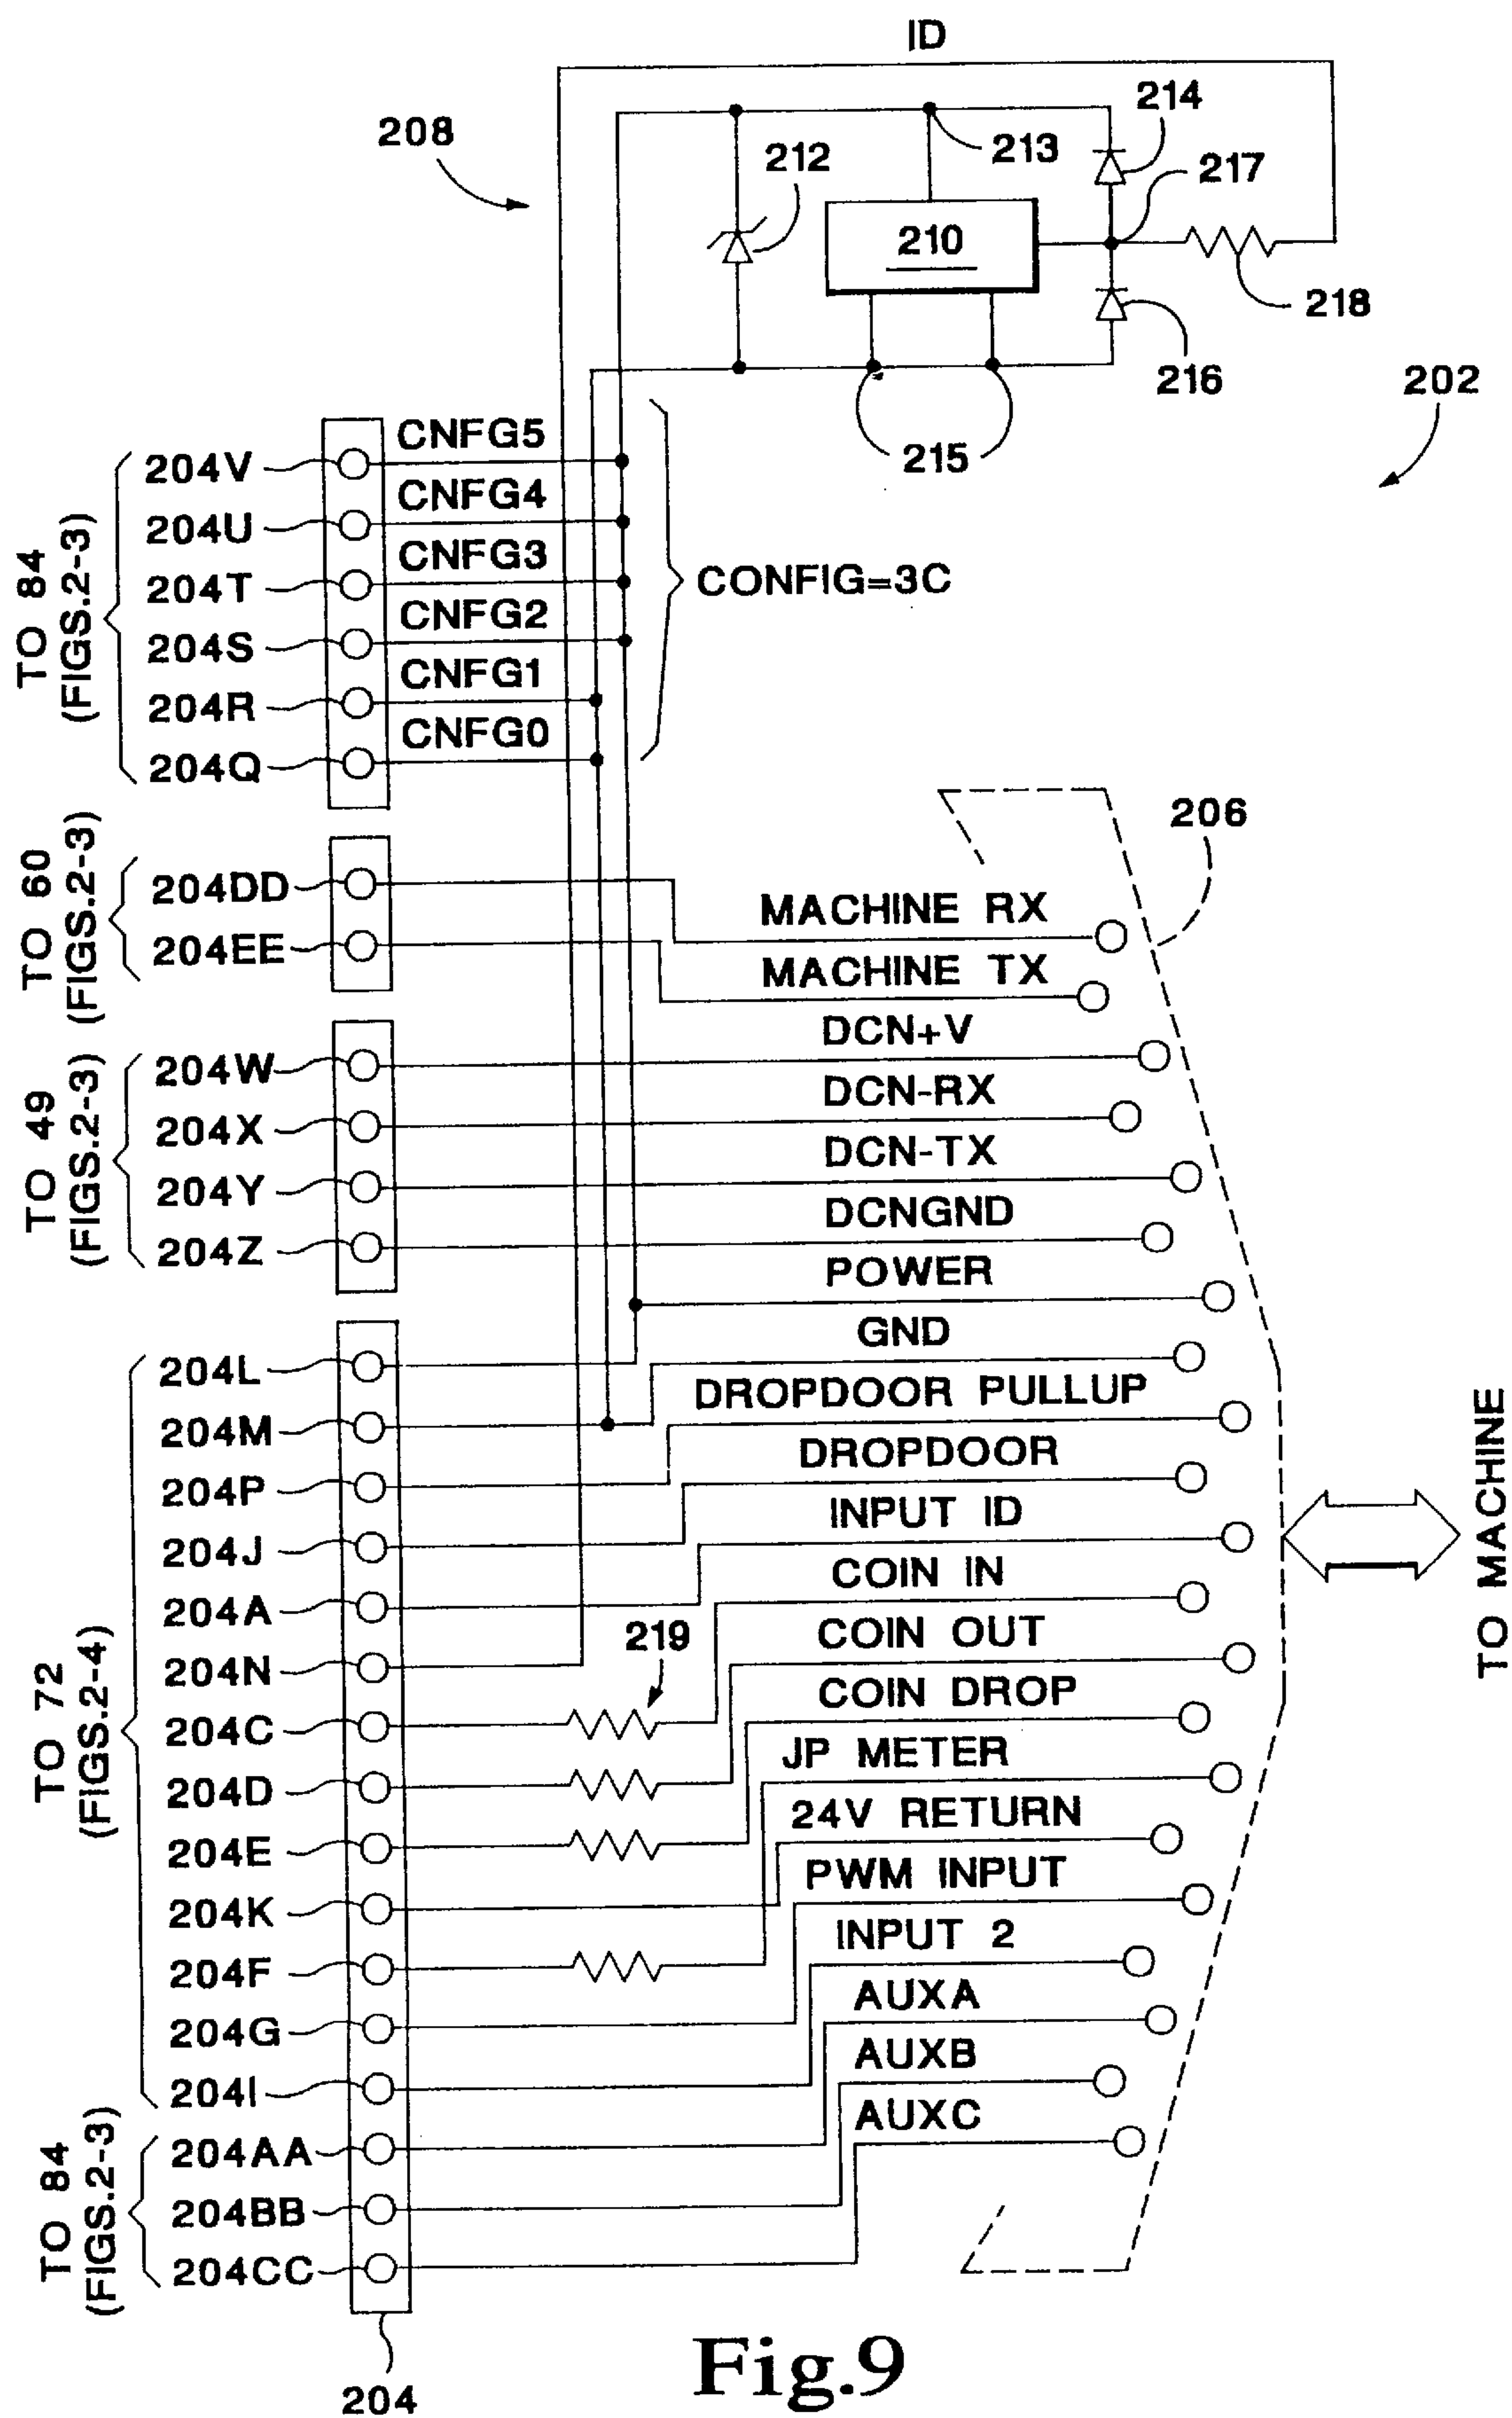 ID
208
212
213
214
217
210
218
216
202
215
TO 84
(FIGS.2-3)
204V CNFG5
204U CNFG4
204T CNFG3
204S CNFG2
204R CNFG1
204Q CNFG0
CONFIG=3C
206
TO 60
(FIGS.2-3)
204DD MACHINE RX
204EE MACHINE TX
TO 49
(FIGS.2-3)
204W DCN+V
204X DCN-RX
204Y DCN-TX
204Z DCNGND
POWER
GND
DROPDOOR PULLUP
DROPDOOR
INPUT ID
COIN IN
COIN OUT
COIN DROP
JP METER
24V RETURN
PWM INPUT
INPUT 2
AUXA
AUXB
AUXC
TO 72
(FIGS.2-4)
204L
204M
204P
204J
204A
204N
219
204C
204D
204E
204K
204F
204G
204I
TO 84
(FIGS.2-3)
204AA
204BB
204CC
TO MACHINE
204
Fig.9